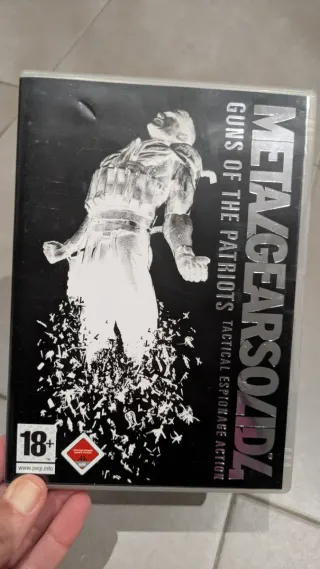 METAL GEAR SOLID 4
GUNS OF THE PATRIOTS TACTICAL ESPIONAGE ACTION
18+
www.pegi.info